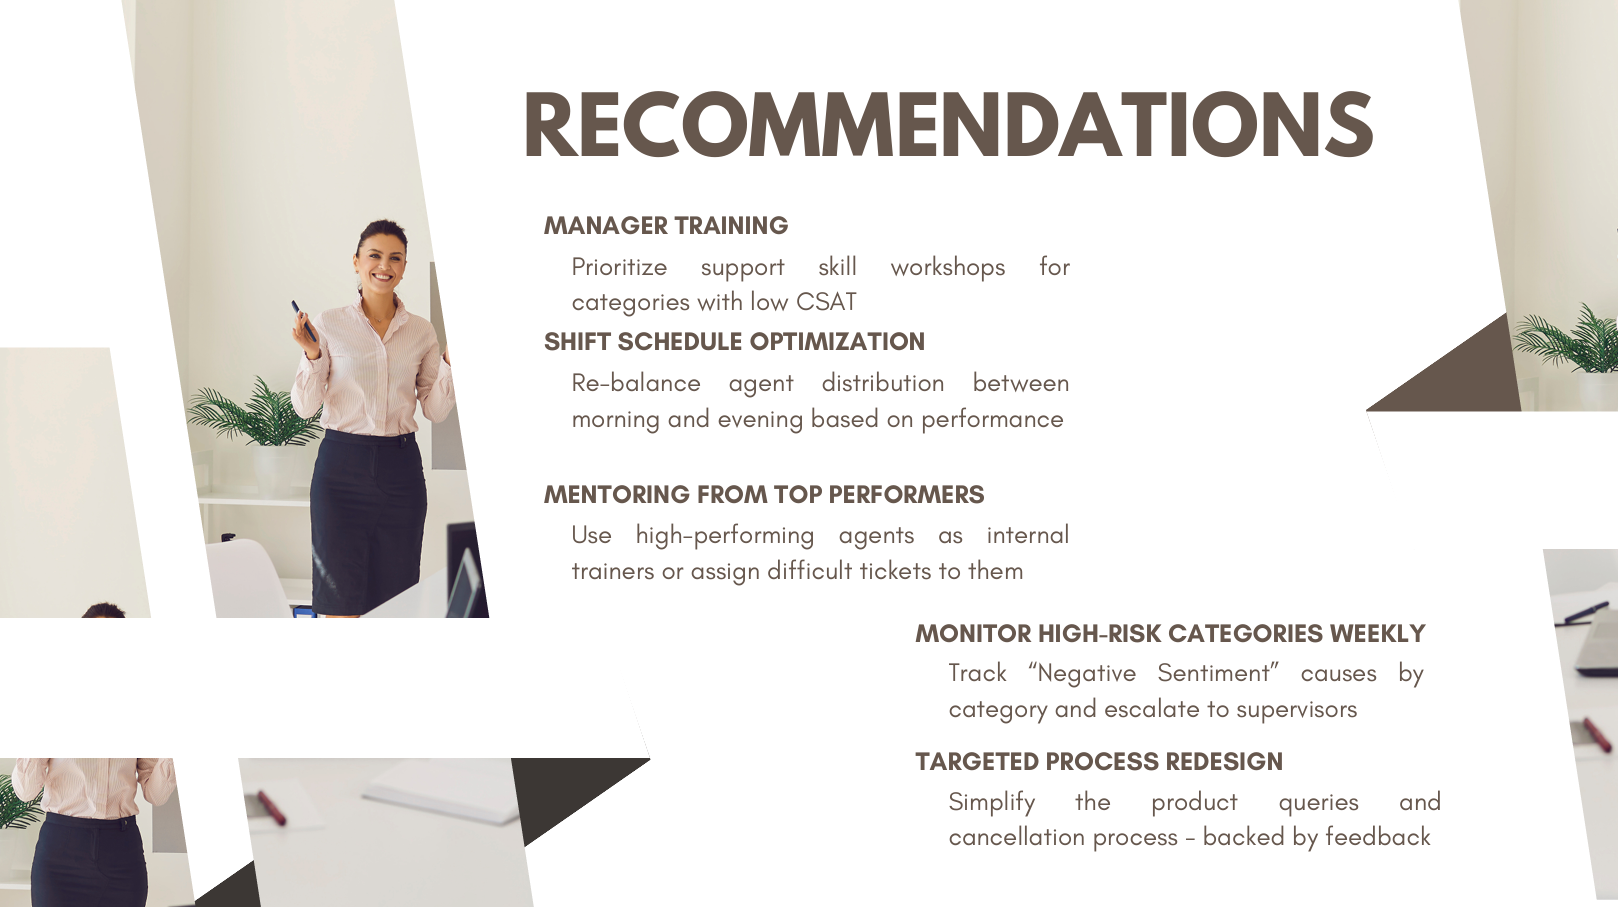 RECOMMENDATIONS
MANAGER TRAINING
Prioritize support skill workshops for
categories with low CSAT
SHIFT SCHEDULE OPTIMIZATION
Re-balance agent distribution between
morning and evening based on performance
MENTORING FROM TOP PERFORMERS
Use high-performing agents as internal
trainers or assign difficult tickets to them
MONITOR HIGH-RISK CATEGORIES WEEKLY
Track “Negative Sentiment” causes by
category and escalate to supervisors
TARGETED PROCESS REDESIGN
Simplify the product queries and
cancellation process - backed by feedback